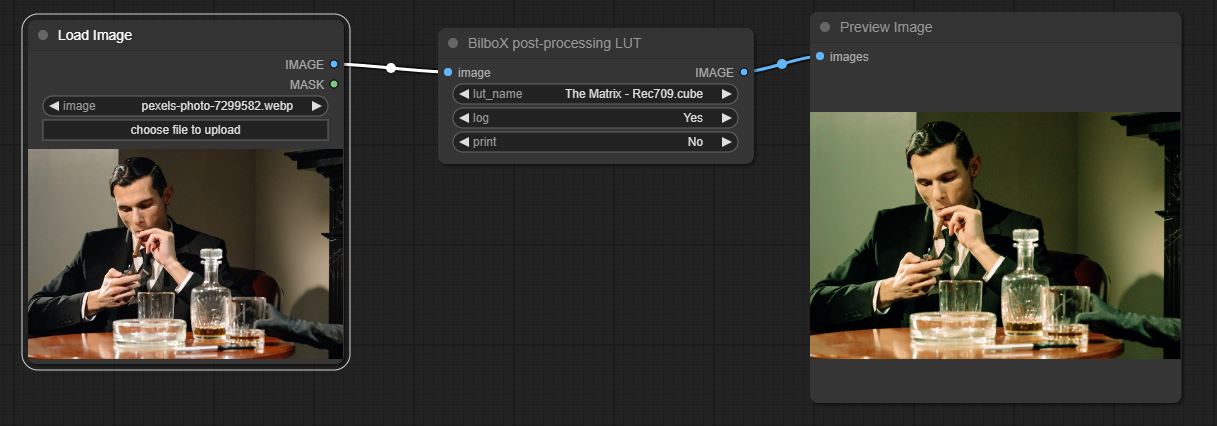 Load Image
IMAGE
MASK
image pexels-photo-7299582.webp
choose file to upload
BilboX post-processing LUT
image IMAGE
lut_name The Matrix - Rec709.cube
log Yes
print No
Preview Image
images